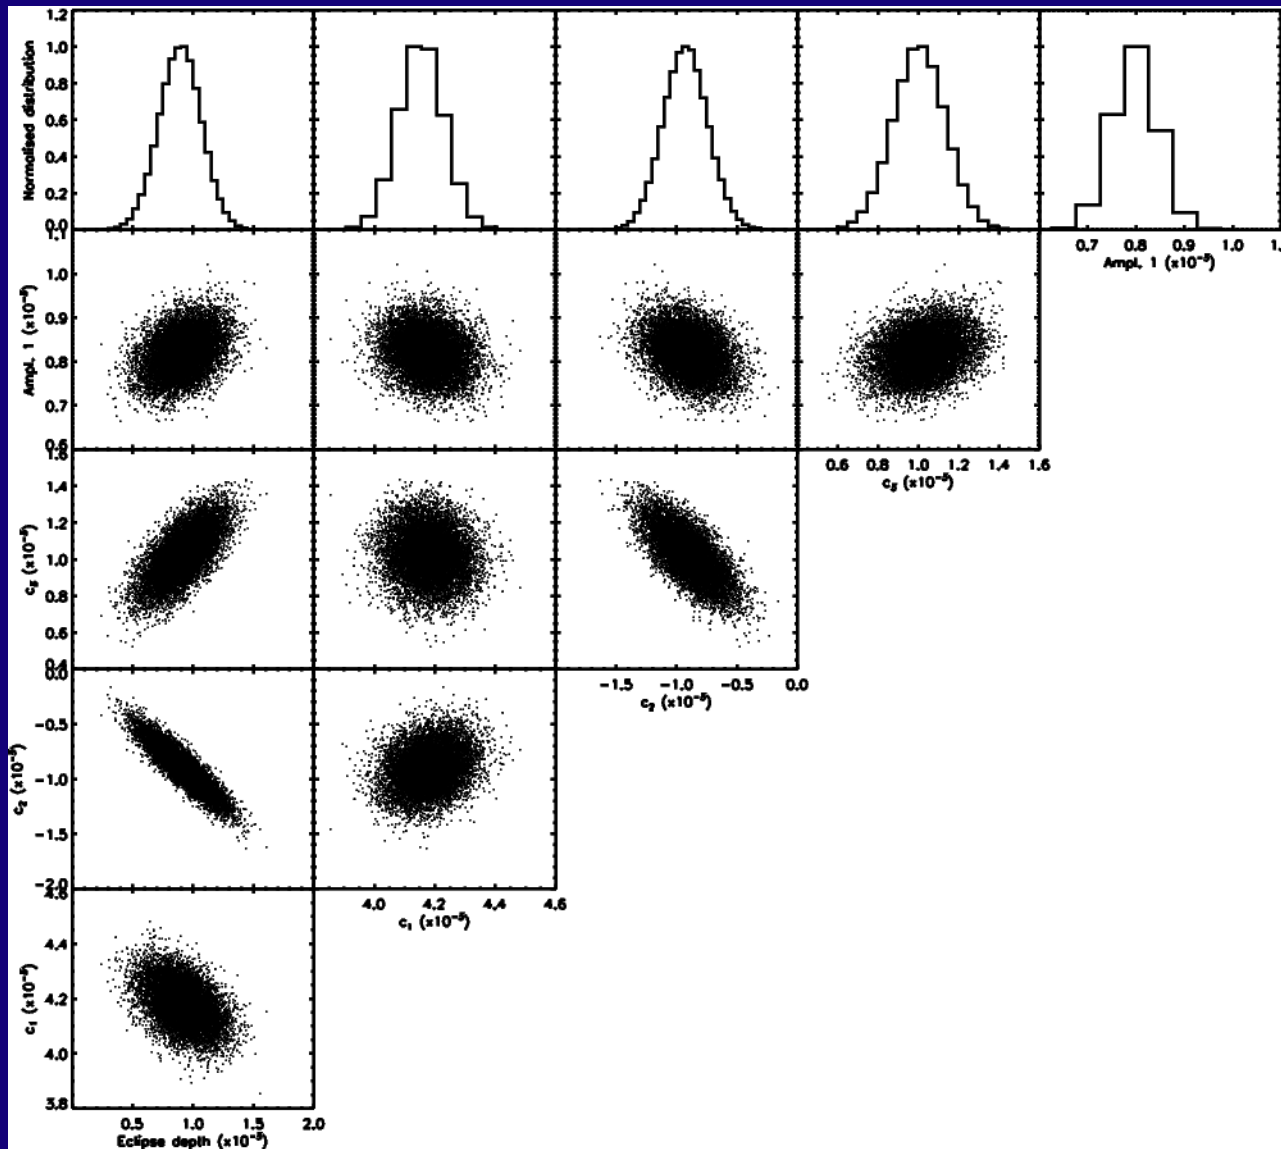 1.2
1.0
0.8
0.6
0.4
0.2
0.0
Normalised distribution
0.7 0.8 0.9 1.0
Ampl. 1 (x10⁻⁵)
1.1
1.0
0.9
0.8
0.7
0.6
Ampl. 1 (x10⁻⁵)
0.6 0.8 1.0 1.2 1.4 1.6
1.6
1.4
1.2
1.0
0.8
0.6
0.4
-1.5 -1.0 -0.5 0.0
c₂ (x10⁻⁵)
0.0
-0.5
-1.0
-1.5
-2.0
c₂ (x10⁻⁵)
4.0 4.2 4.4 4.6
c₁ (x10⁻⁵)
4.6
4.4
4.2
4.0
3.8
c₁ (x10⁻⁵)
0.5 1.0 1.5 2.0
Eclipse depth (x10⁻⁵)